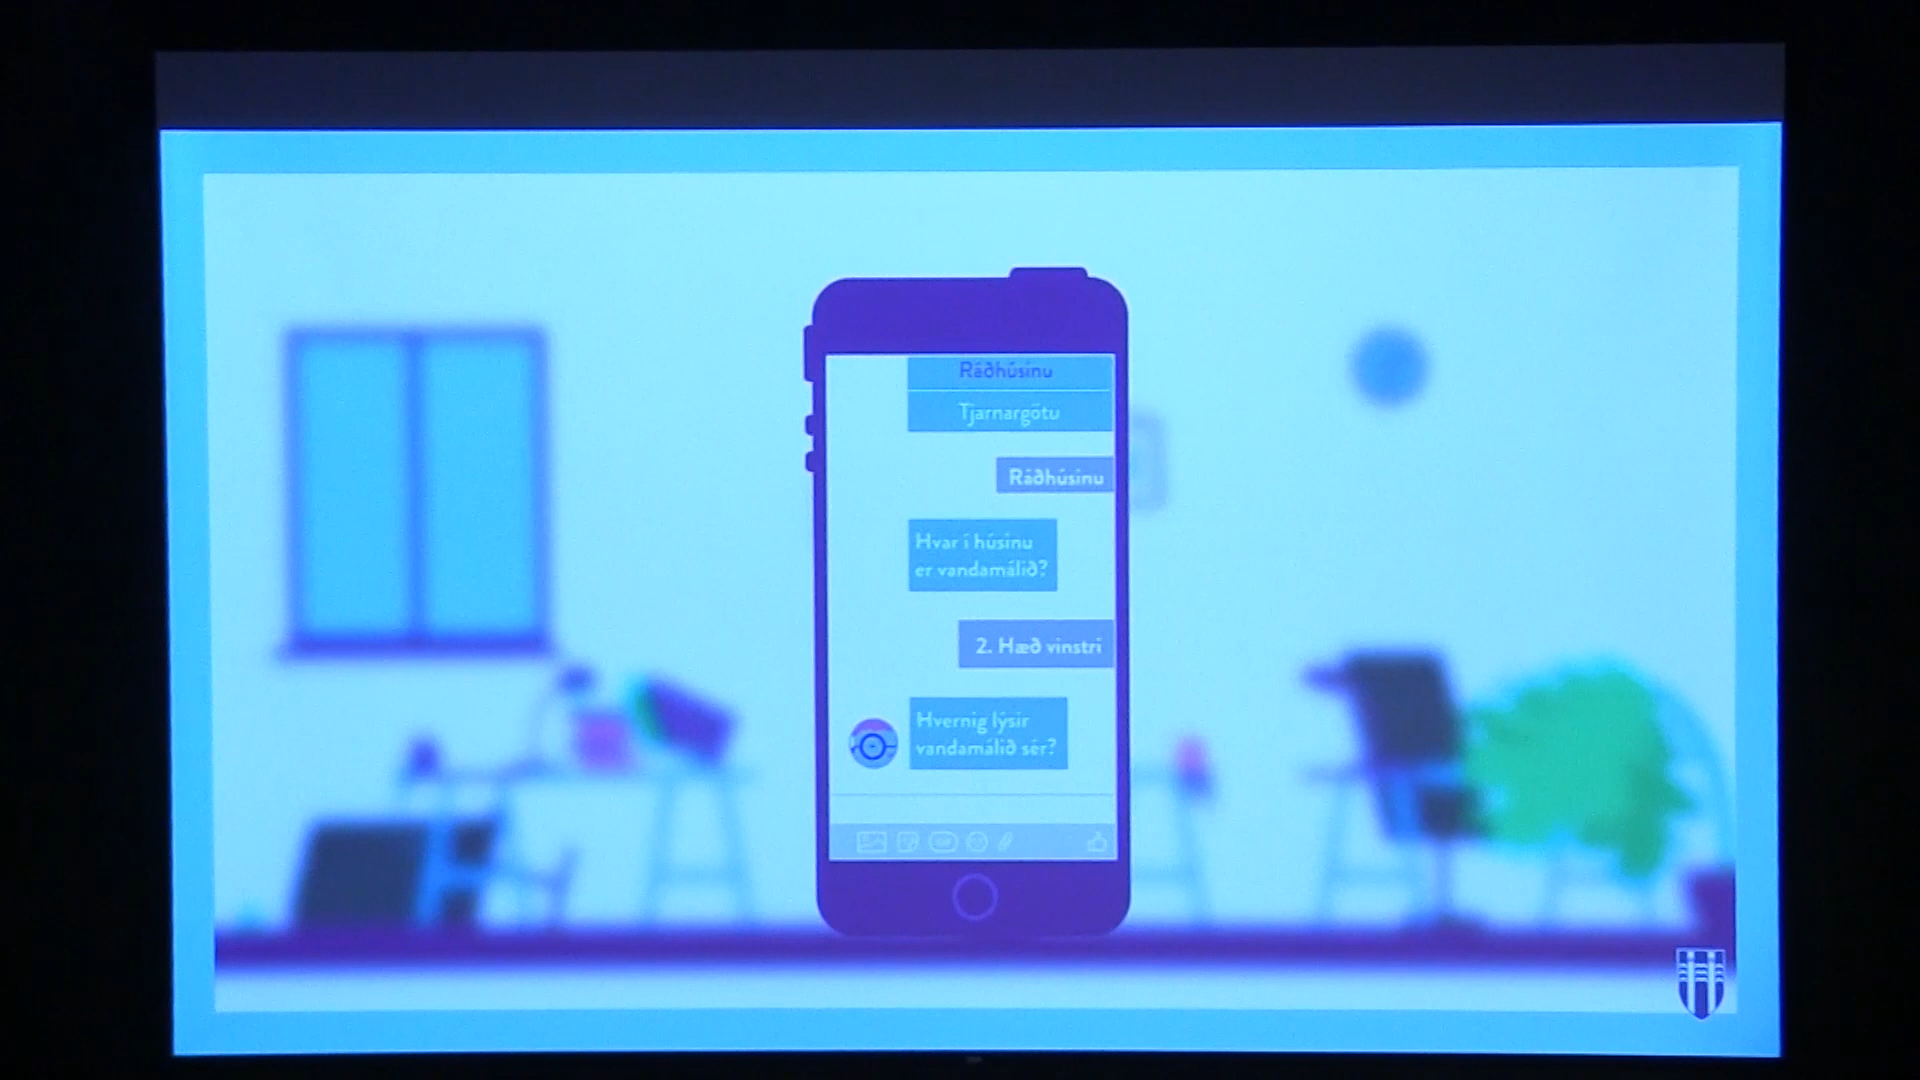 Ráðhúsinu
Tjarnargötu
Ráðhúsinu
Hvar í húsinu
er vandamálið?
2. Hæð vinstri
Hvernig lýsir
vandamálið sér?